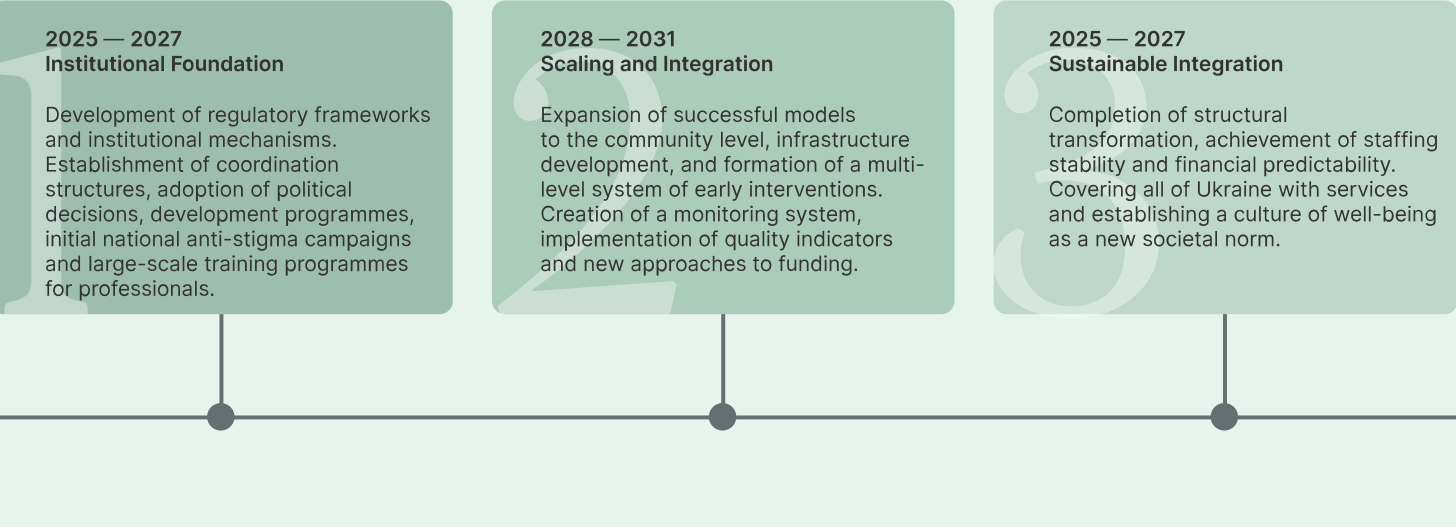 1
2025 — 2027
Institutional Foundation
Development of regulatory frameworks
and institutional mechanisms.
Establishment of coordination
structures, adoption of political
decisions, development programmes,
initial national anti-stigma campaigns
and large-scale training programmes
for professionals.
2
2028 — 2031
Scaling and Integration
Expansion of successful models
to the community level, infrastructure
development, and formation of a multi-
level system of early interventions.
Creation of a monitoring system,
implementation of quality indicators
and new approaches to funding.
3
2025 — 2027
Sustainable Integration
Completion of structural
transformation, achievement of staffing
stability and financial predictability.
Covering all of Ukraine with services
and establishing a culture of well-being
as a new societal norm.